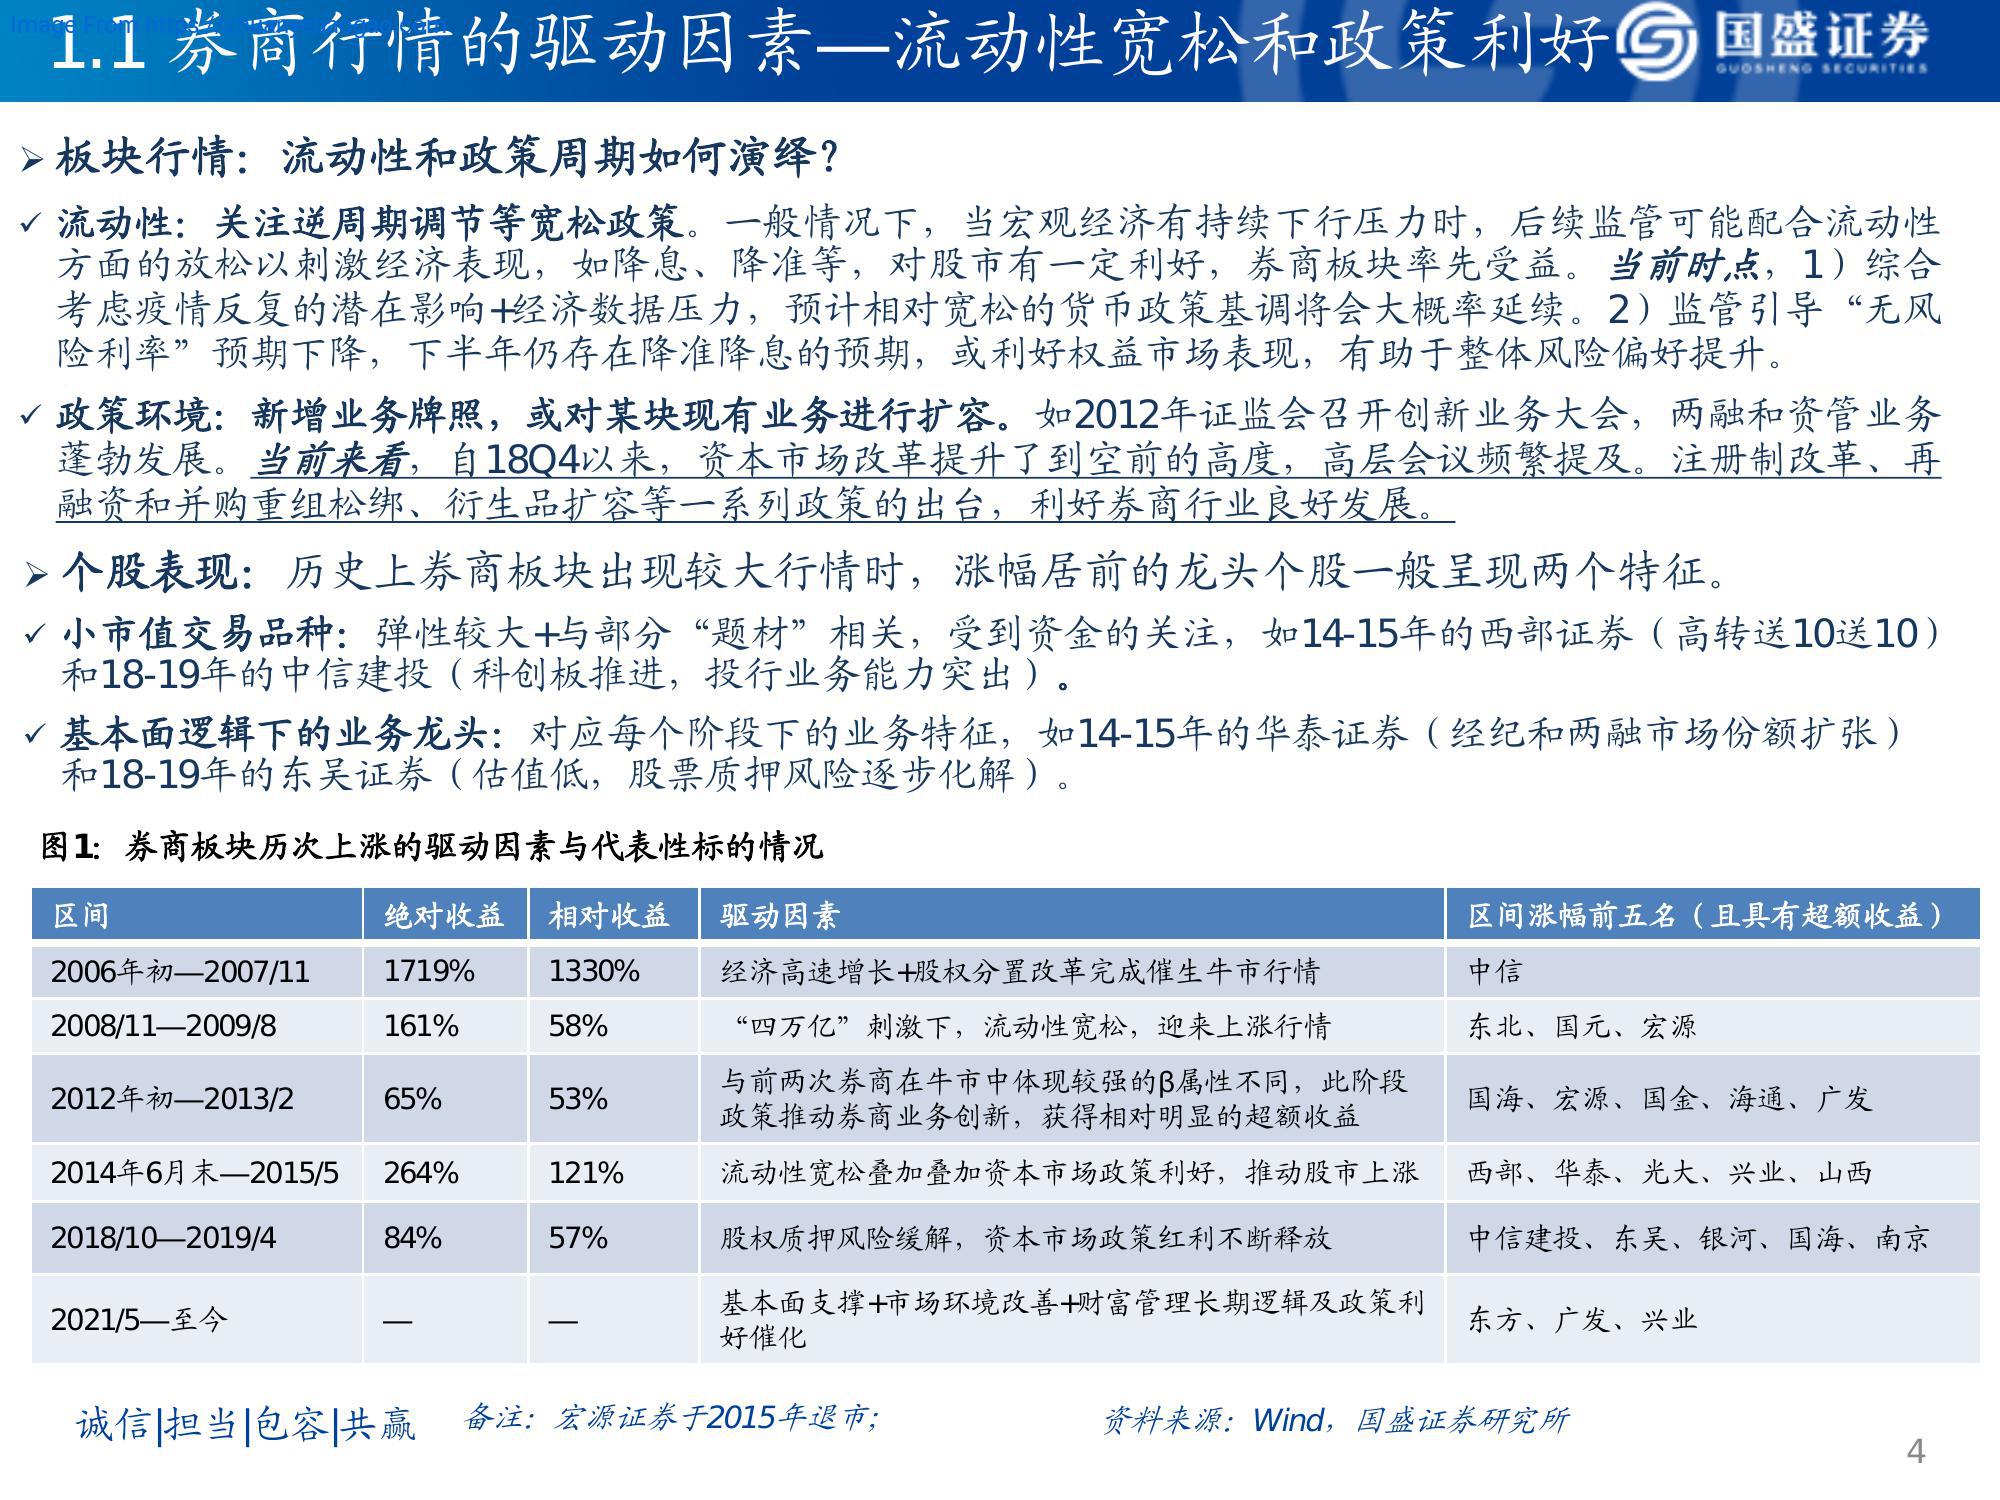 1.1 券商行情的驱动因素—流动性宽松和政策利好
国盛证券
GUOSHENG SECURITIES
Image From https://
➢ 板块行情：流动性和政策周期如何演绎？
✓ 流动性：关注逆周期调节等宽松政策。一般情况下，当宏观经济有持续下行压力时，后续监管可能配合流动性
方面的放松以刺激经济表现，如降息、降准等，对股市有一定利好，券商板块率先受益。当前时点，1）综合
考虑疫情反复的潜在影响+经济数据压力，预计相对宽松的货币政策基调将会大概率延续。2）监管引导“无风
险利率”预期下降，下半年仍存在降准降息的预期，或利好权益市场表现，有助于整体风险偏好提升。
✓ 政策环境：新增业务牌照，或对某块现有业务进行扩容。如2012年证监会召开创新业务大会，两融和资管业务
蓬勃发展。当前来看，自18Q4以来，资本市场改革提升了到空前的高度，高层会议频繁提及。注册制改革、再
融资和并购重组松绑、衍生品扩容等一系列政策的出台，利好券商行业良好发展。
➢ 个股表现：历史上券商板块出现较大行情时，涨幅居前的龙头个股一般呈现两个特征。
✓ 小市值交易品种：弹性较大+与部分“题材”相关，受到资金的关注，如14-15年的西部证券（高转送10送10）
和18-19年的中信建投（科创板推进，投行业务能力突出）。
✓ 基本面逻辑下的业务龙头：对应每个阶段下的业务特征，如14-15年的华泰证券（经纪和两融市场份额扩张）
和18-19年的东吴证券（估值低，股票质押风险逐步化解）。
图1：券商板块历次上涨的驱动因素与代表性标的情况
区间 绝对收益 相对收益 驱动因素 区间涨幅前五名（且具有超额收益）
2006年初—2007/11 1719% 1330% 经济高速增长+股权分置改革完成催生牛市行情 中信
2008/11—2009/8 161% 58% “四万亿”刺激下，流动性宽松，迎来上涨行情 东北、国元、宏源
2012年初—2013/2 65% 53% 与前两次券商在牛市中体现较强的β属性不同，此阶段
政策推动券商业务创新，获得相对明显的超额收益 国海、宏源、国金、海通、广发
2014年6月末—2015/5 264% 121% 流动性宽松叠加叠加资本市场政策利好，推动股市上涨 西部、华泰、光大、兴业、山西
2018/10—2019/4 84% 57% 股权质押风险缓解，资本市场政策红利不断释放 中信建投、东吴、银河、国海、南京
2021/5—至今 — — 基本面支撑+市场环境改善+财富管理长期逻辑及政策利
好催化 东方、广发、兴业
诚信|担当|包容|共赢 备注：宏源证券于2015年退市； 资料来源：Wind，国盛证券研究所
4